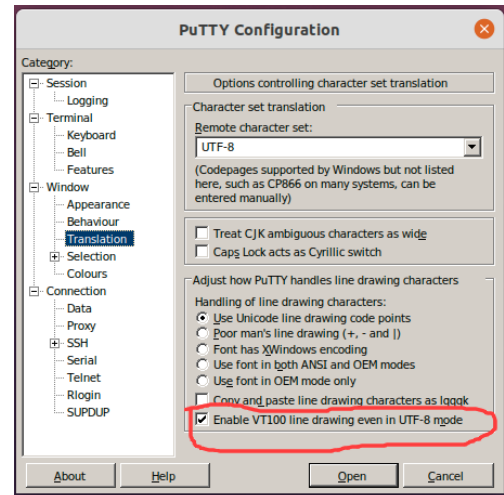 PuTTY Configuration
Category:
Session
Logging
Terminal
Keyboard
Bell
Features
Window
Appearance
Behaviour
Translation
Selection
Colours
Connection
Data
Proxy
SSH
Serial
Telnet
Rlogin
SUPDUP
Options controlling character set translation
Character set translation
Remote character set:
UTF-8
(Codepages supported by Windows but not listed
here, such as CP866 on many systems, can be
entered manually)
Treat CJK ambiguous characters as wide
Caps Lock acts as Cyrillic switch
Adjust how PuTTY handles line drawing characters
Handling of line drawing characters:
Use Unicode line drawing code points
Poor man's line drawing (+, - and |)
Font has XWindows encoding
Use font in both ANSI and OEM modes
Use font in OEM mode only
Copy and paste line drawing characters as lqqqk
Enable VT100 line drawing even in UTF-8 mode
About
Help
Open
Cancel